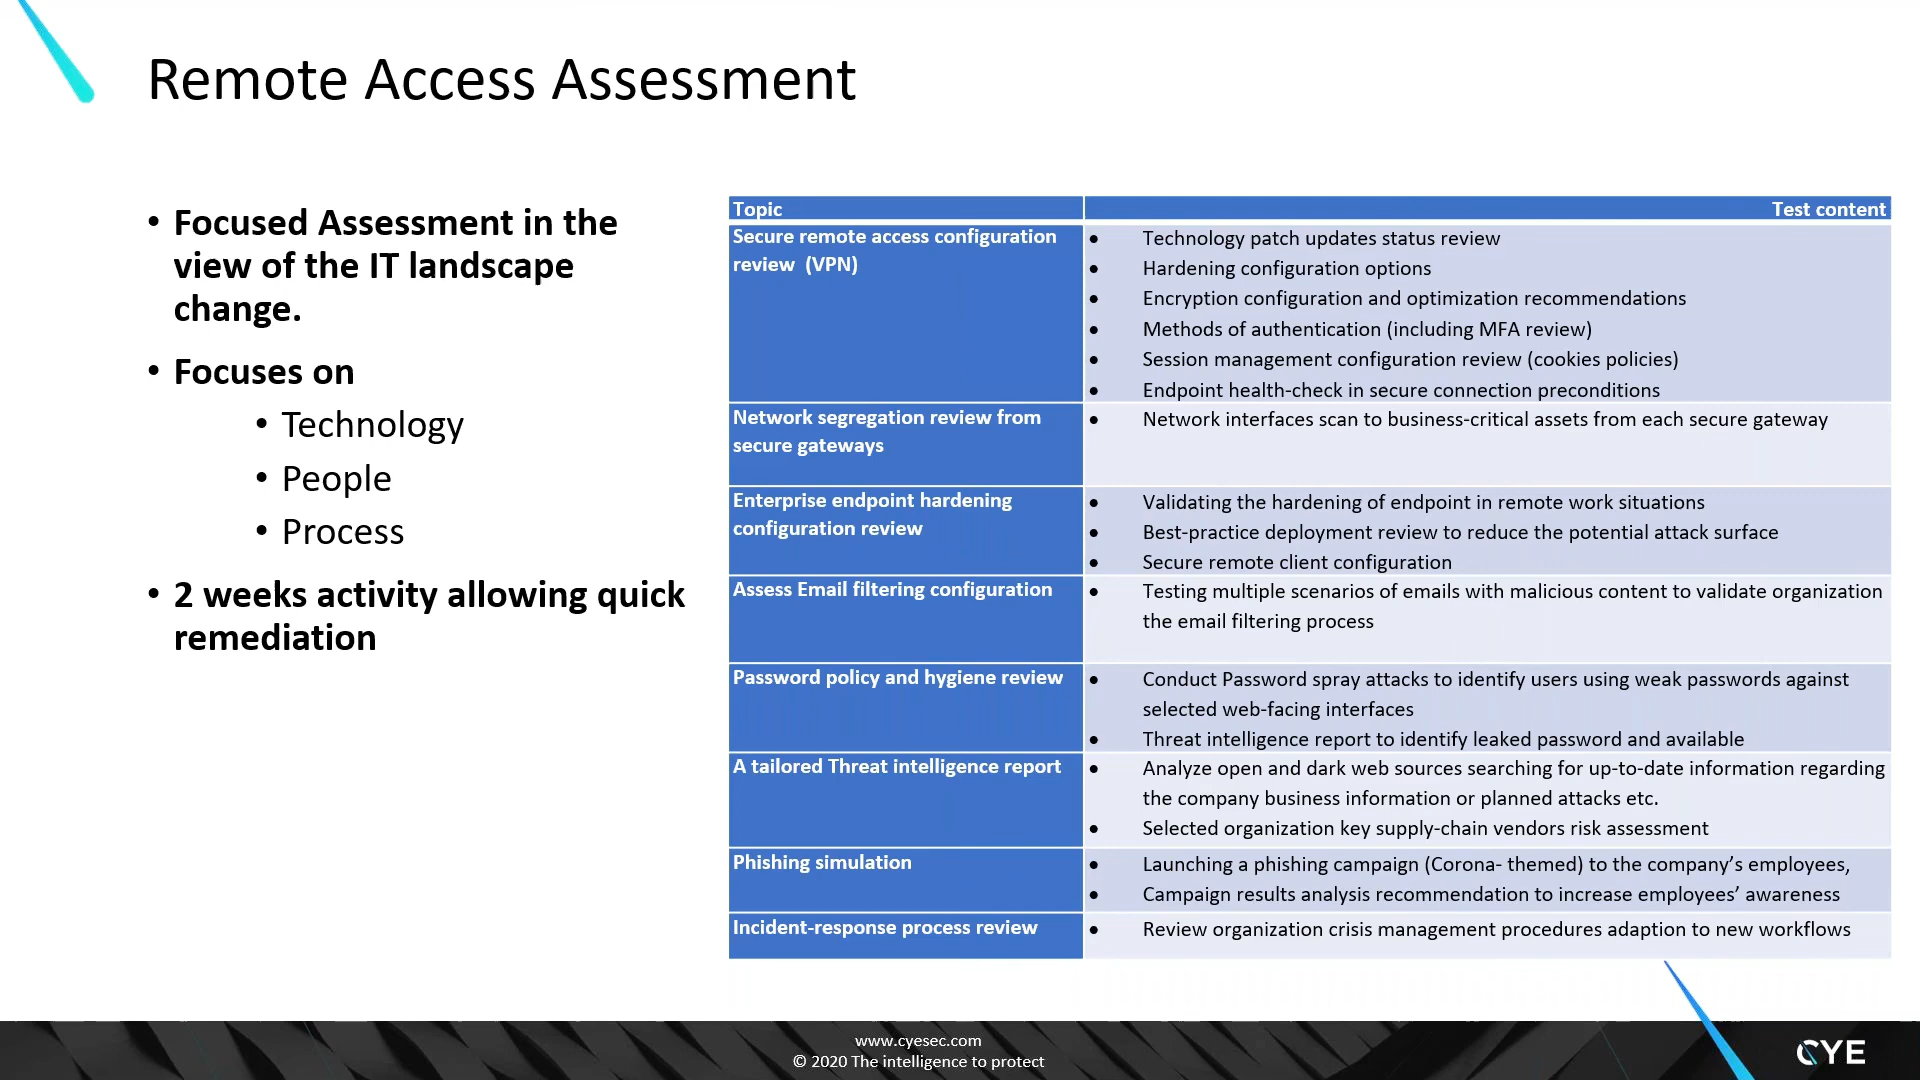 Remote Access Assessment
• Focused Assessment in the
view of the IT landscape
change.
• Focuses on
• Technology
• People
• Process
• 2 weeks activity allowing quick
remediation
Topic
Test content
Secure remote access configuration
review (VPN)
• Technology patch updates status review
• Hardening configuration options
• Encryption configuration and optimization recommendations
• Methods of authentication (including MFA review)
• Session management configuration review (cookies policies)
• Endpoint health-check in secure connection preconditions
Network segregation review from
secure gateways
• Network interfaces scan to business-critical assets from each secure gateway
Enterprise endpoint hardening
configuration review
• Validating the hardening of endpoint in remote work situations
• Best-practice deployment review to reduce the potential attack surface
• Secure remote client configuration
Assess Email filtering configuration
• Testing multiple scenarios of emails with malicious content to validate organization
the email filtering process
Password policy and hygiene review
• Conduct Password spray attacks to identify users using weak passwords against
selected web-facing interfaces
• Threat intelligence report to identify leaked password and available
A tailored Threat intelligence report
• Analyze open and dark web sources searching for up-to-date information regarding
the company business information or planned attacks etc.
• Selected organization key supply-chain vendors risk assessment
Phishing simulation
• Launching a phishing campaign (Corona- themed) to the company’s employees,
• Campaign results analysis recommendation to increase employees’ awareness
Incident-response process review
• Review organization crisis management procedures adaption to new workflows
www.cyesec.com
© 2020 The intelligence to protect
CYE